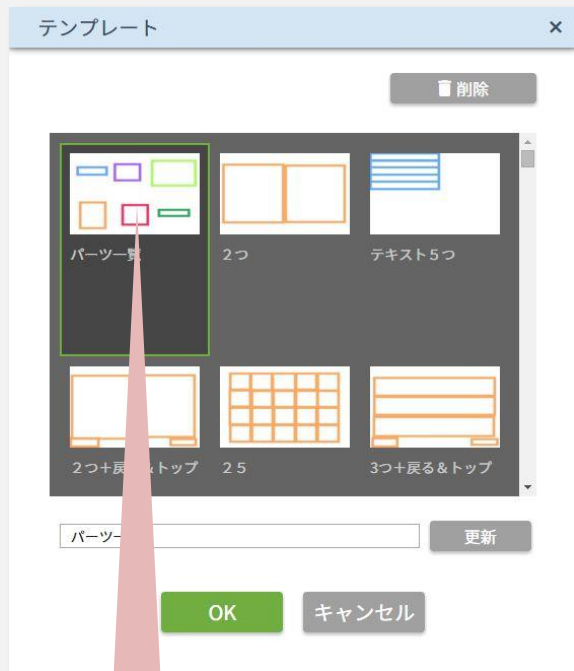 テンプレート ×
削除
パーツ一覧
２つ
テキスト５つ
２つ＋戻 &トップ
２５
3つ＋戻る&トップ
パーツ一
更新
OK
キャンセル